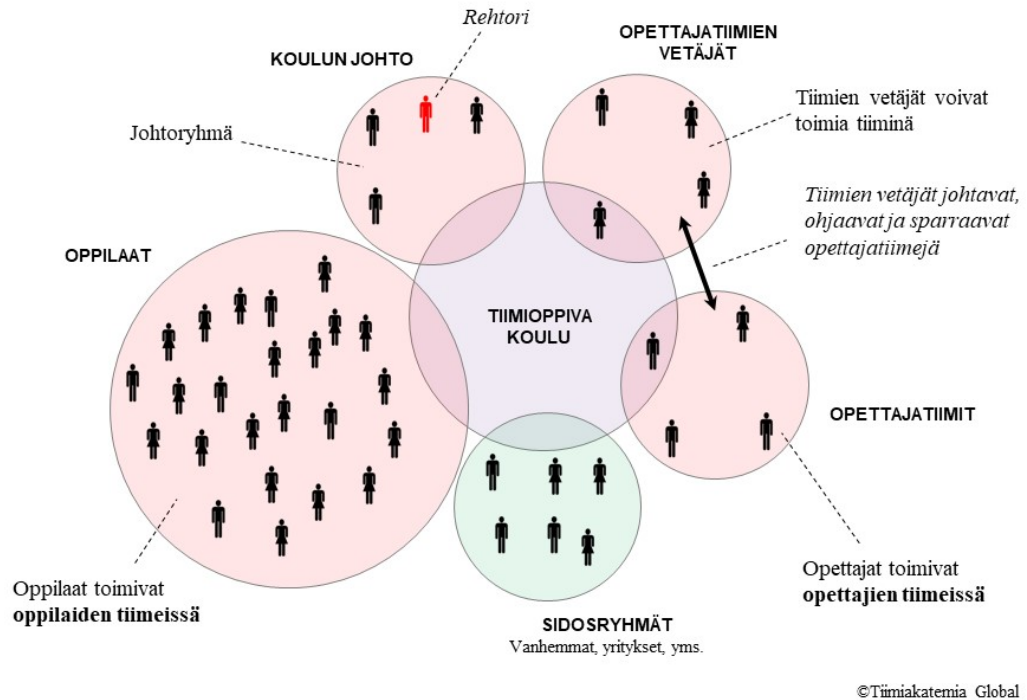 Rehtori
KOULUN JOHTO
OPETTAJATIIMIEN
VETÄJÄT
Johtoryhmä
Tiimien vetäjät voivat
toimia tiiminä
Tiimien vetäjät johtavat,
ohjaavat ja sparraavat
opettajatiimejä
OPPILAAT
TIIMIOPPIVA
KOULU
OPETTAJATIIMIT
Oppilaat toimivat
oppilaiden tiimeissä
Opettajat toimivat
opettajien tiimeissä
SIDOSRYHMÄT
Vanhemmat, yritykset, yms.
©Tiimiakatemia Global